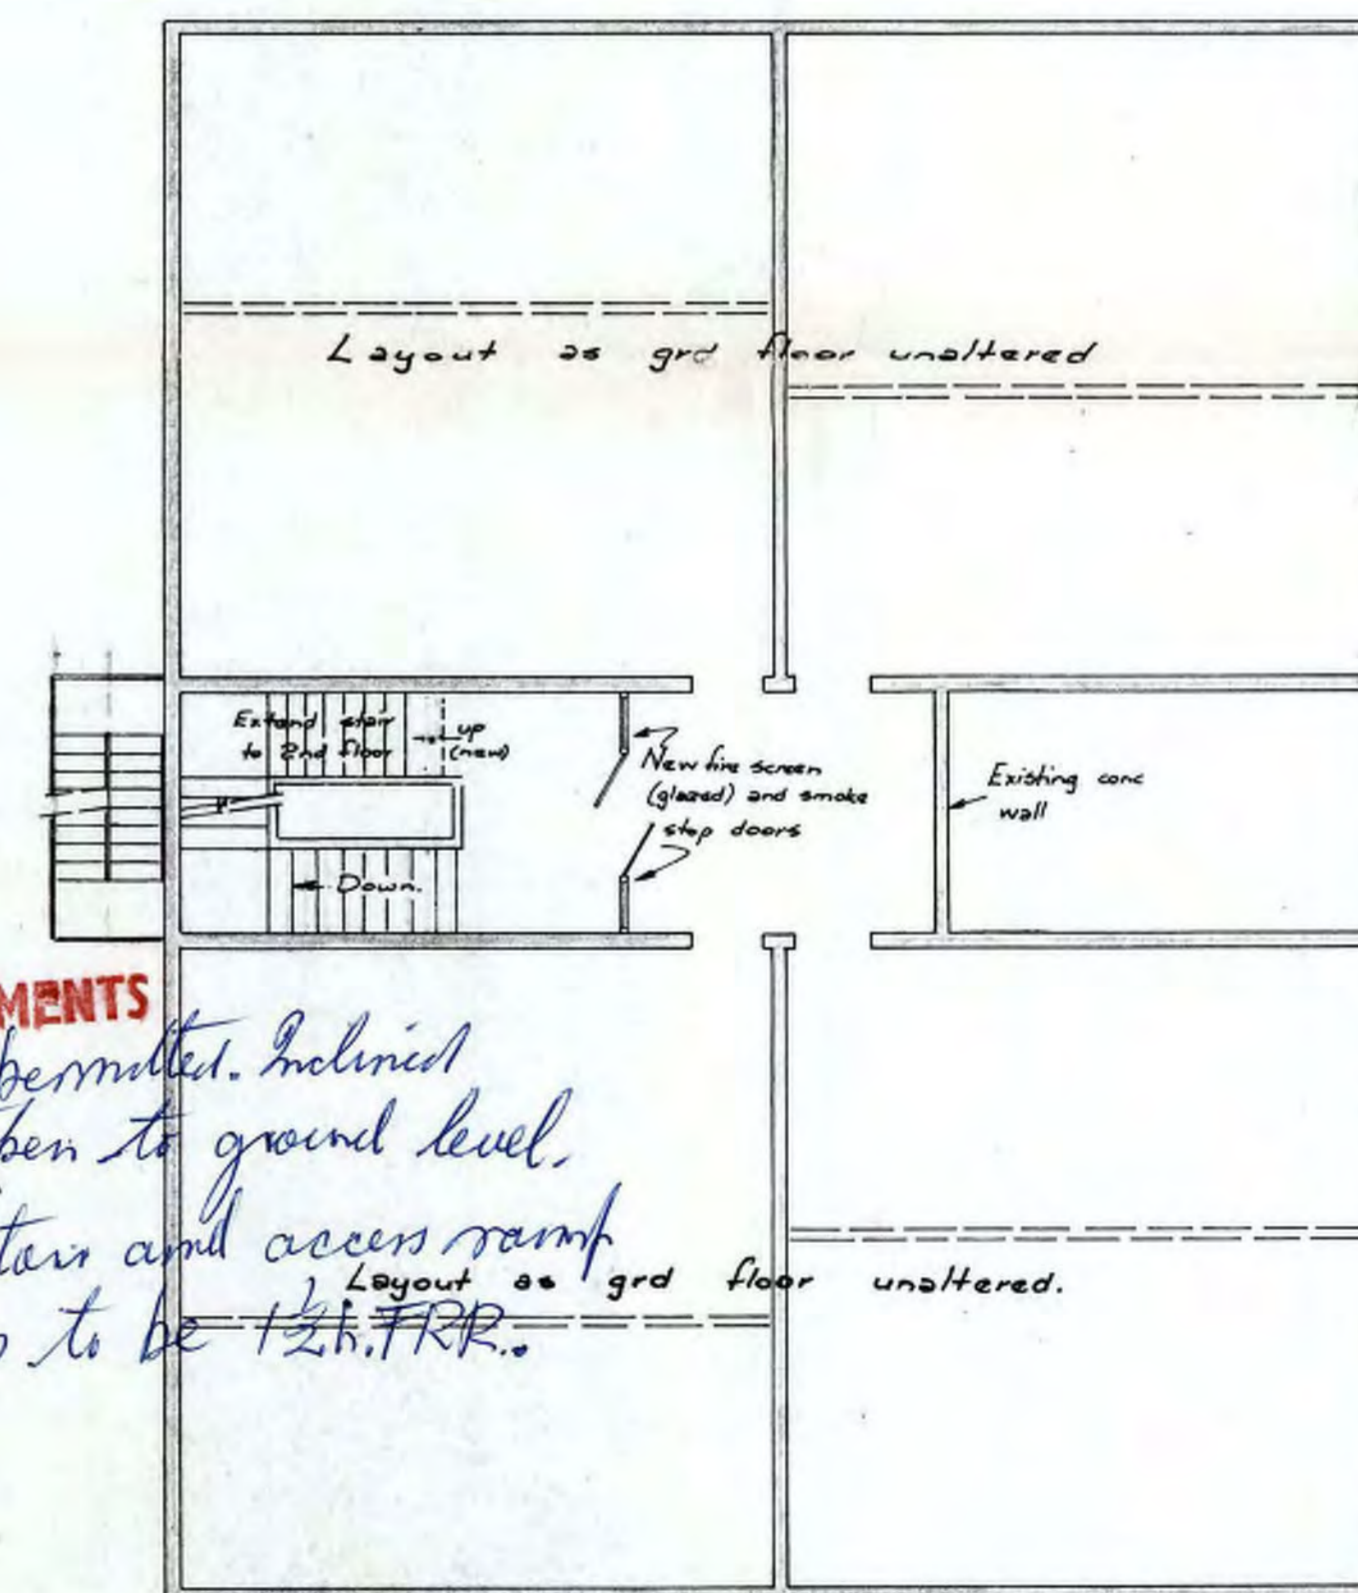 Layout as grd floor unaltered
Extend stair
to 2nd floor
up
(new)
New fire screen
(glazed) and smoke
stop doors
Existing conc
wall
Down.
MENTS
permitted. Inclined
to ground level.
and access ramp
Layout as grd floor unaltered.
to be 1½h. FRR..